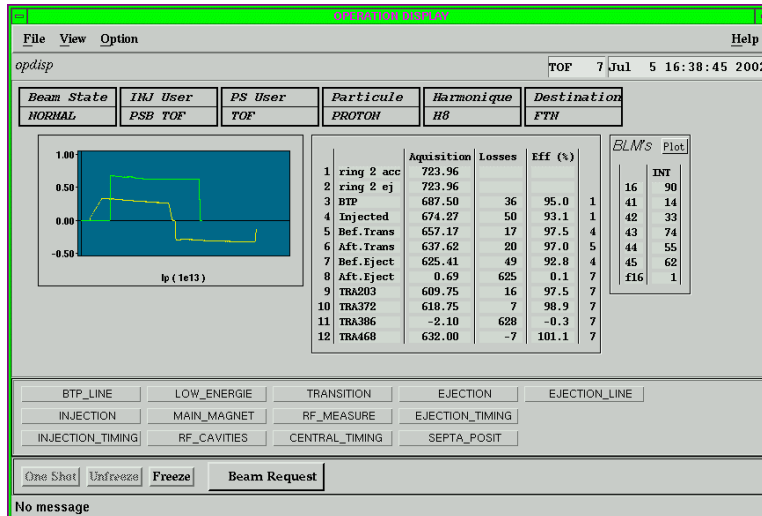 OPERATION DISPLAY
File View Option Help
opdisp
TOF 7 Jul 5 16:38:45 2002
Beam State INJ User PS User Particule Harmonique Destination
NORMAL PSB TOF TOF PROTON H8 FTN
1.00
0.50
0.00
-0.50
Ip ( 1e13 )
Aquisition Losses Eff (%)
1 ring 2 acc 723.96
2 ring 2 ej 723.96
3 BTP 687.50 36 95.0 1
4 Injected 674.27 50 93.1 1
5 Bef.Trans 657.17 17 97.5 4
6 Aft.Trans 637.62 20 97.0 5
7 Bef.Eject 625.41 49 92.8 4
8 Aft.Eject 0.69 625 0.1 7
9 TRA203 609.75 16 97.5 7
10 TRA372 618.75 7 98.9 7
11 TRA386 -2.10 628 -0.3 7
12 TRA468 632.00 -7 101.1 7
BLM's Plot
INT
16 90
41 14
42 33
43 74
44 55
45 62
f16 1
BTP_LINE LOW_ENERGIE TRANSITION EJECTION EJECTION_LINE
INJECTION MAIN_MAGNET RF_MEASURE EJECTION_TIMING
INJECTION_TIMING RF_CAVITIES CENTRAL_TIMING SEPTA_POSIT
One Shot Unfreeze Freeze Beam Request
No message